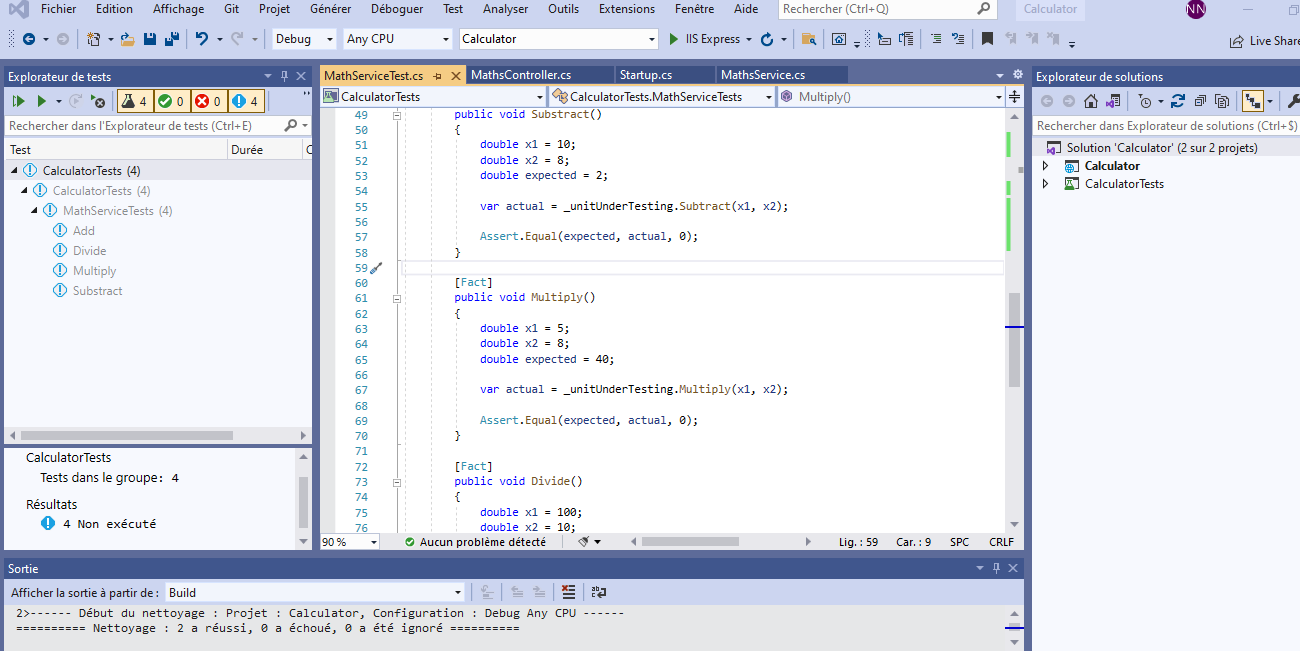 Fichier Edition Affichage Git Projet Générer Déboguer Test Analyser Outils Extensions Fenêtre Aide Rechercher (Ctrl+Q) Calculator NN
Debug Any CPU Calculator IIS Express Live Share
Explorateur de tests
4 0 0 4
Rechercher dans l'Explorateur de tests (Ctrl+E)
Test Durée
CalculatorTests (4)
CalculatorTests (4)
MathServiceTests (4)
Add
Divide
Multiply
Substract
CalculatorTests
Tests dans le groupe: 4
Résultats
4 Non exécuté
MathServiceTest.cs MathsController.cs Startup.cs MathsService.cs
CalculatorTests CalculatorTests.MathServiceTests Multiply()
49 public void Substract()
50 {
51 double x1 = 10;
52 double x2 = 8;
53 double expected = 2;
54
55 var actual = _unitUnderTesting.Subtract(x1, x2);
56
57 Assert.Equal(expected, actual, 0);
58 }
59
60 [Fact]
61 public void Multiply()
62 {
63 double x1 = 5;
64 double x2 = 8;
65 double expected = 40;
66
67 var actual = _unitUnderTesting.Multiply(x1, x2);
68
69 Assert.Equal(expected, actual, 0);
70 }
71
72 [Fact]
73 public void Divide()
74 {
75 double x1 = 100;
76 double x2 = 10;
90 % Aucun problème détecté Lig. : 59 Car. : 9 SPC CRLF
Explorateur de solutions
Rechercher dans Explorateur de solutions (Ctrl+$)
Solution 'Calculator' (2 sur 2 projets)
Calculator
CalculatorTests
Sortie
Afficher la sortie à partir de : Build
2>------ Début du nettoyage : Projet : Calculator, Configuration : Debug Any CPU ------
========== Nettoyage : 2 a réussi, 0 a échoué, 0 a été ignoré ==========